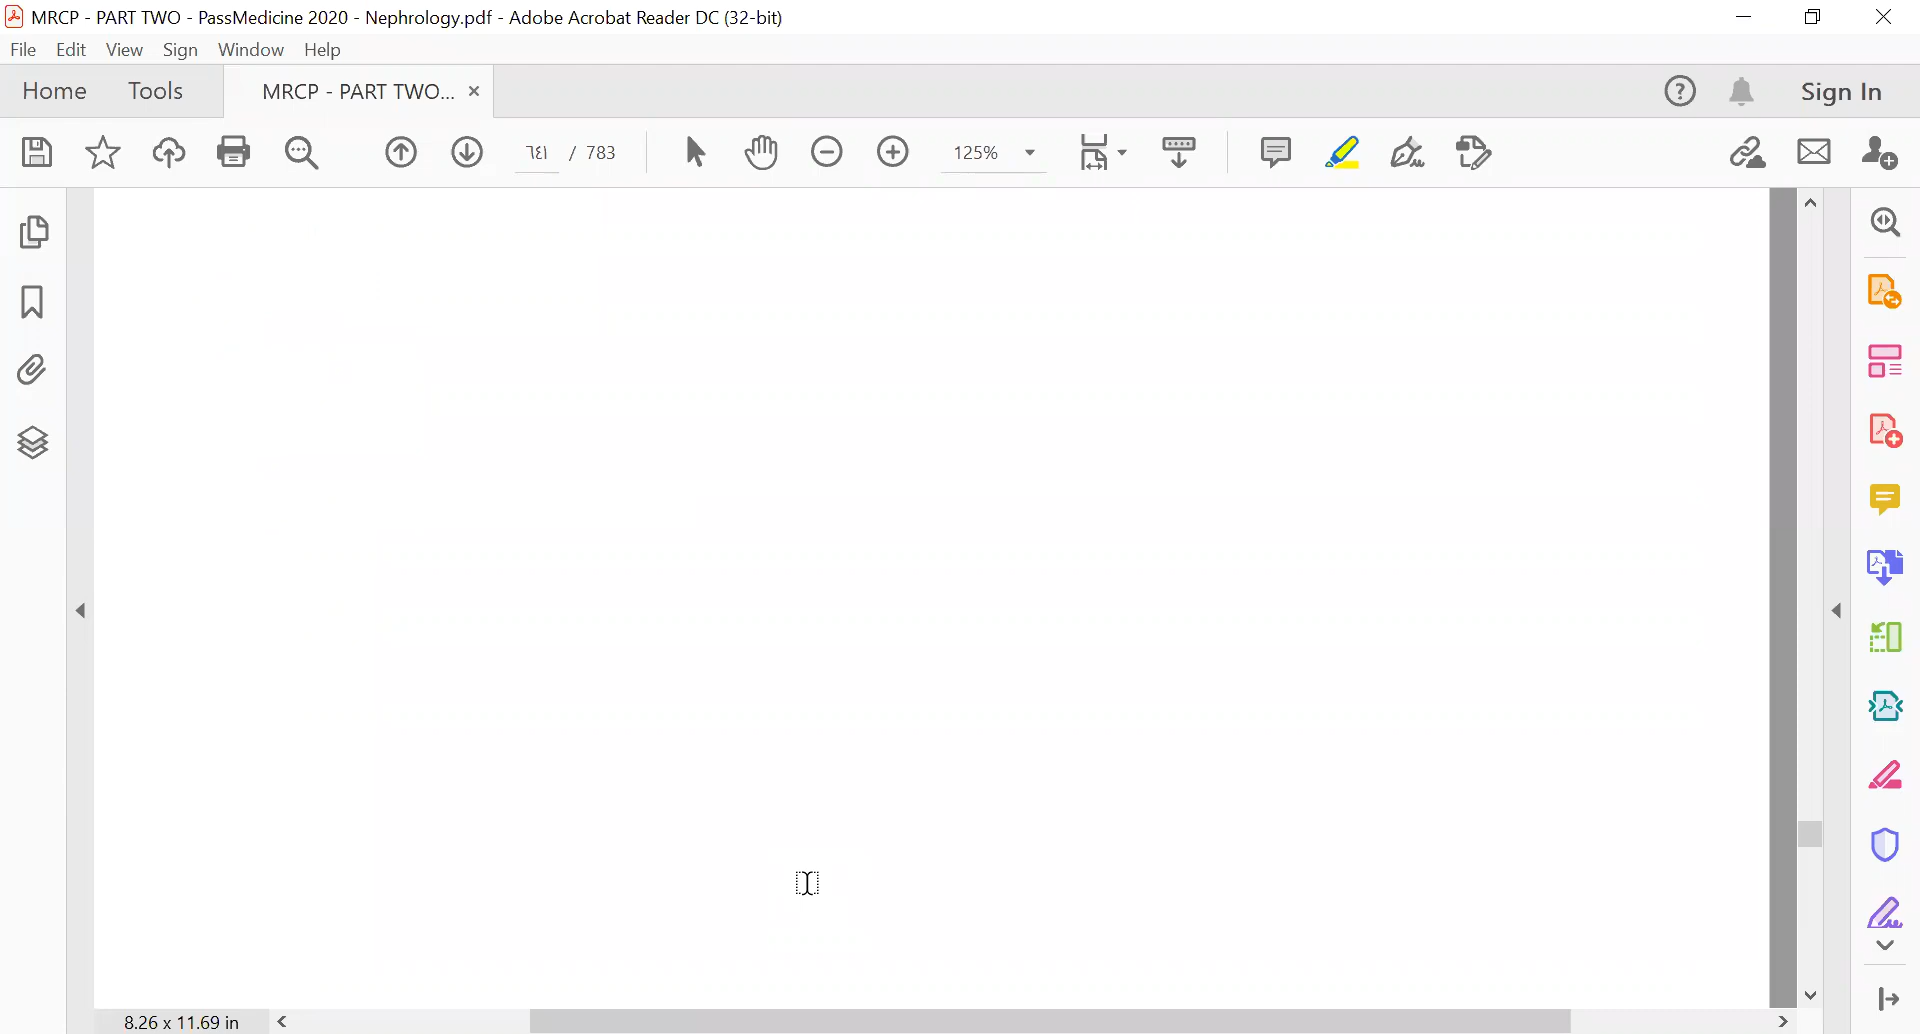 MRCP - PART TWO - PassMedicine 2020 - Nephrology.pdf - Adobe Acrobat Reader DC (32-bit)
File Edit View Sign Window Help
Home Tools MRCP - PART TWO... × Sign In
٦٤١ / 783 125%
8.26 x 11.69 in